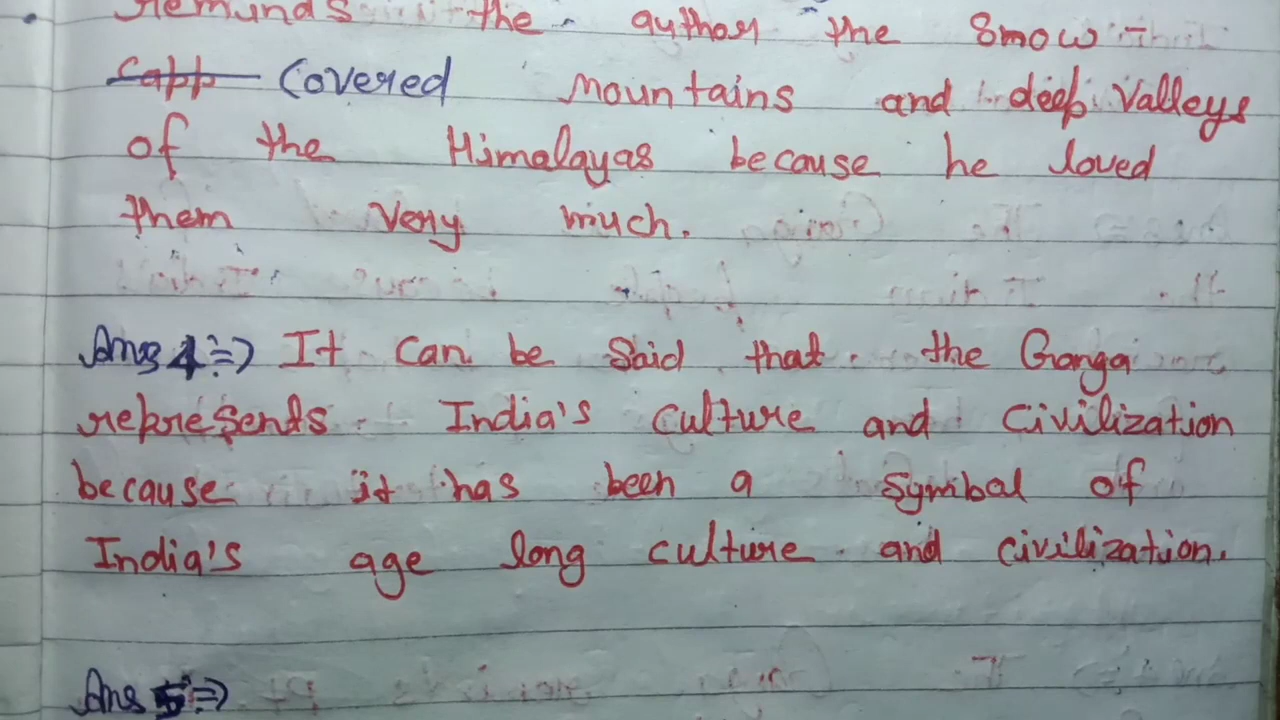 Remunds the author the Snow-
Capp Covered mountains and deep Valleys
of the Himalayas because he loved
them very much.
Ans 4 => It can be Said that the Ganga
represents India's culture and civilization
because it has been a symbal of
India's age long culture and civilization.
Ans 5 =>